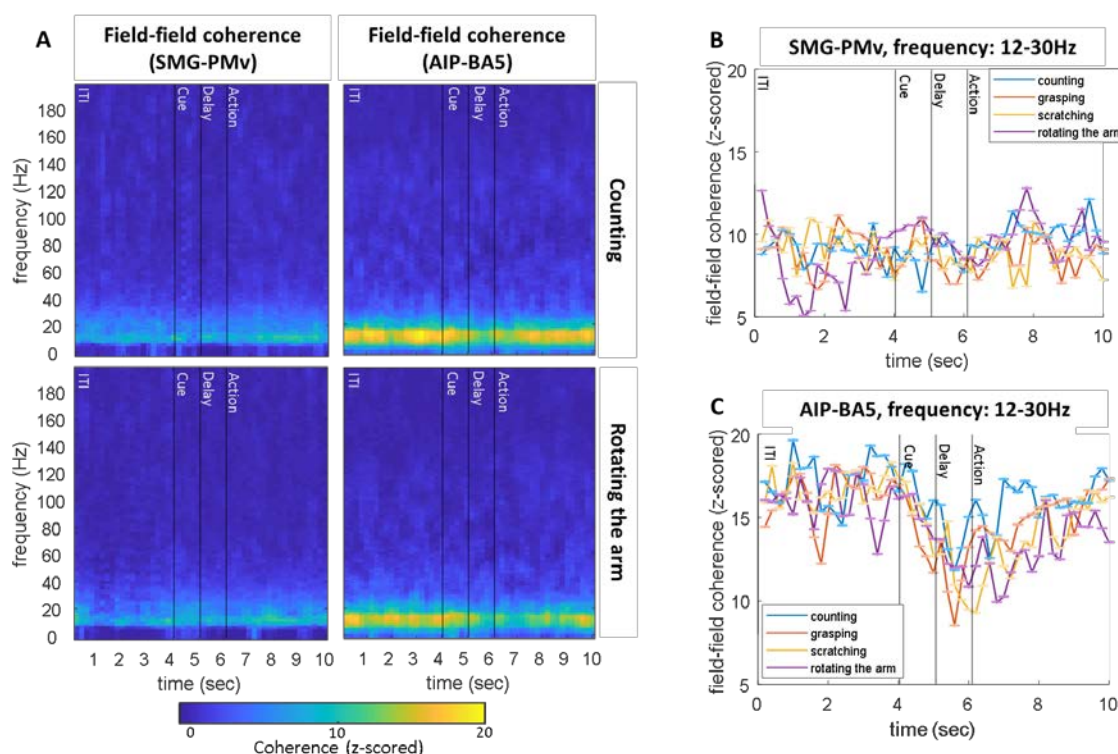 A
Field-field coherence
(SMG-PMv)
Field-field coherence
(AIP-BA5)
frequency (Hz)
180
160
140
120
100
80
60
40
20
0
ITI
Cue
Delay
Action
ITI
Cue
Delay
Action
Counting
frequency (Hz)
180
160
140
120
100
80
60
40
20
0
ITI
Cue
Delay
Action
ITI
Cue
Delay
Action
Rotating the arm
1 2 3 4 5 6 7 8 9 10
1 2 3 4 5 6 7 8 9 10
time (sec)
time (sec)
0 10 20
Coherence (z-scored)
B
SMG-PMv, frequency: 12-30Hz
field-field coherence (z-scored)
20
15
10
5
ITI
Cue
Delay
Action
counting
grasping
scratching
rotating the arm
0 2 4 6 8 10
time (sec)
C
AIP-BA5, frequency: 12-30Hz
field-field coherence (z-scored)
20
15
10
5
ITI
Cue
Delay
Action
counting
grasping
scratching
rotating the arm
0 2 4 6 8 10
time (sec)